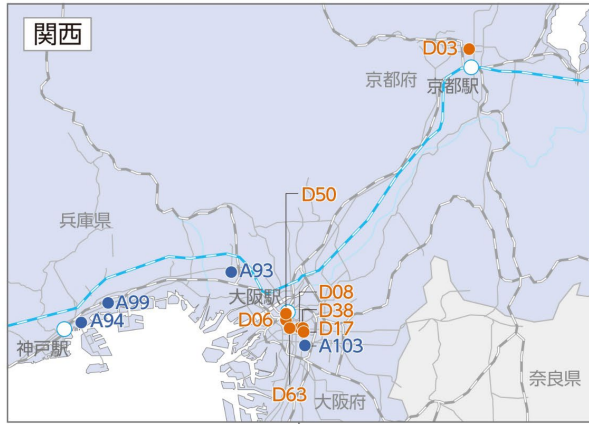 関西
D03
京都府
京都駅
D50
兵庫県
A93
大阪駅
D08
A99
D06
D38
A94
D17
神戸駅
A103
奈良県
D63
大阪府